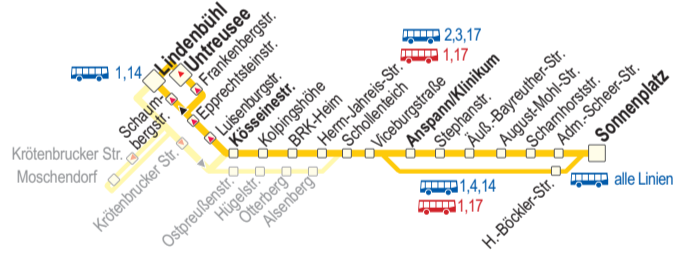 1,14
Lindenbühl
Untreusee
Frankenbergstr.
Epprechtsteinstr.
Luisenburgstr.
Schaum-
bergstr.
Krötenbrucker Str.
Moschendorf
Krötenbrucker Str.
Kösseinestr.
Kolpingshöhe
BRK-Heim
Herm-Jahreis-Str.
Schollenteich
Viceburgstraße
Anspann/Klinikum
Stephanstr.
Äuß.-Bayreuther-Str.
August-Mohl-Str.
Scharnhorststr.
Adm.-Scheer-Str.
Sonnenplatz
2,3,17
1,17
Ostpreußenstr.
Hügelstr.
Otterberg
Alsenberg
1,4,14
1,17
H.-Böckler-Str.
alle Linien